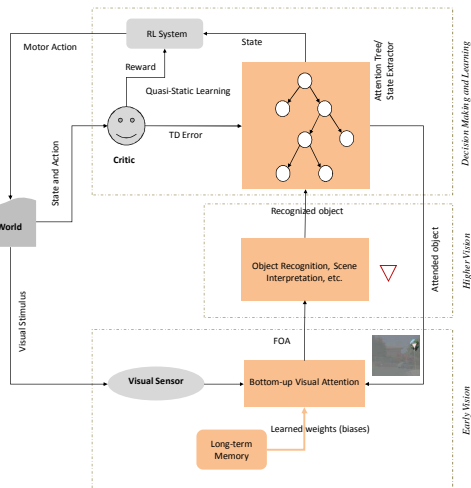 RL System
Motor Action
State
Reward
Quasi-Static Learning
Attention Tree/
State Extractor
Decision Making and Learning
TD Error
Critic
State and Action
World
Recognized object
Object Recognition, Scene
Interpretation, etc.
Attended object
Higher Vision
Visual Stimulus
FOA
Visual Sensor
Bottom-up Visual Attention
Early Vision
Learned weights (biases)
Long-term
Memory